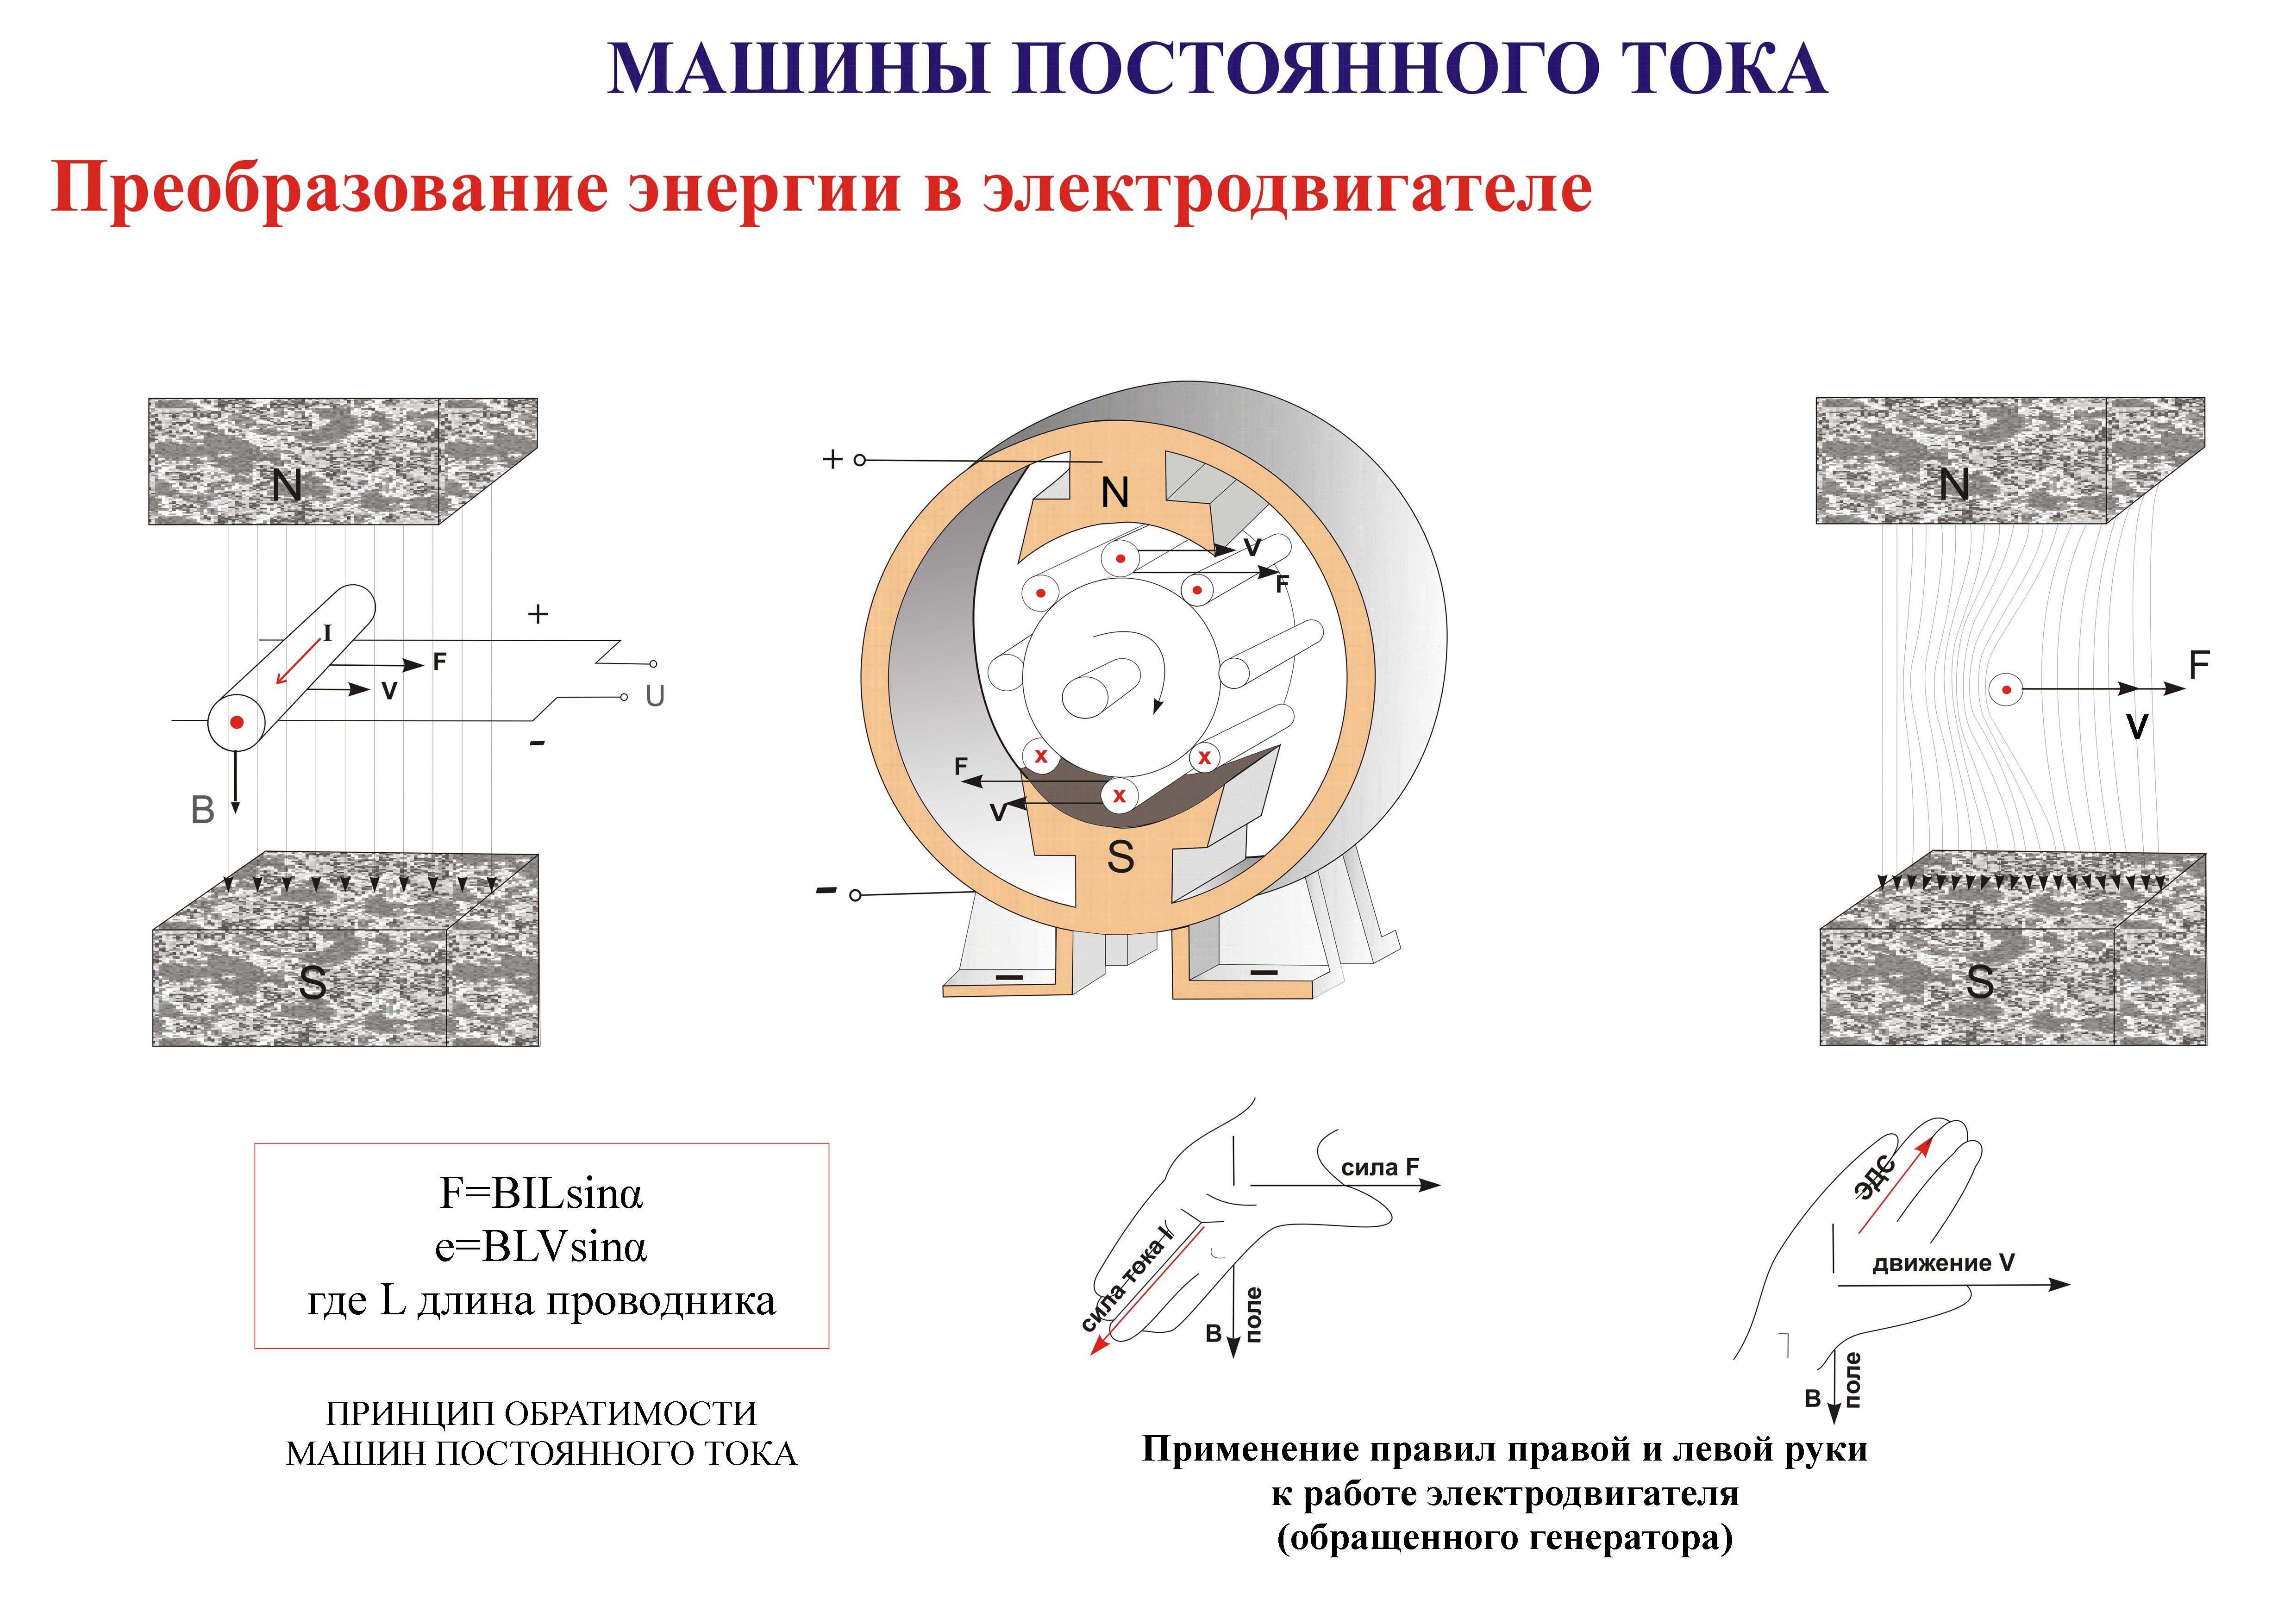 МАШИНЫ ПОСТОЯННОГО ТОКА
Преобразование энергии в электродвигателе
N
I
+
F
V
U
-
B
S
+
N
V
F
x
x
F
x
V
S
-
N
F
V
S
F=BILsinα
e=BLVsinα
где L длина проводника
ПРИНЦИП ОБРАТИМОСТИ
МАШИН ПОСТОЯННОГО ТОКА
сила F
сила тока I
B
поле
ЭДС
движение V
B
поле
Применение правил правой и левой руки
к работе электродвигателя
(обращенного генератора)